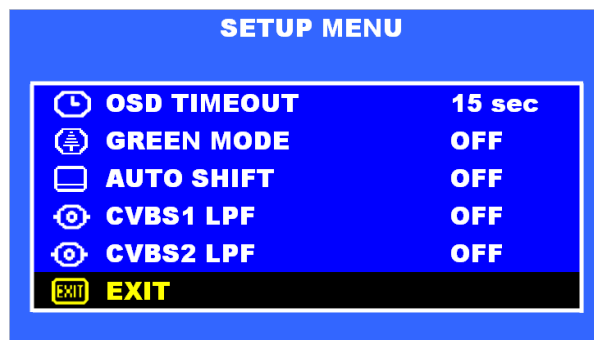 SETUP MENU
OSD TIMEOUT 15 sec
GREEN MODE OFF
AUTO SHIFT OFF
CVBS1 LPF OFF
CVBS2 LPF OFF
EXIT EXIT